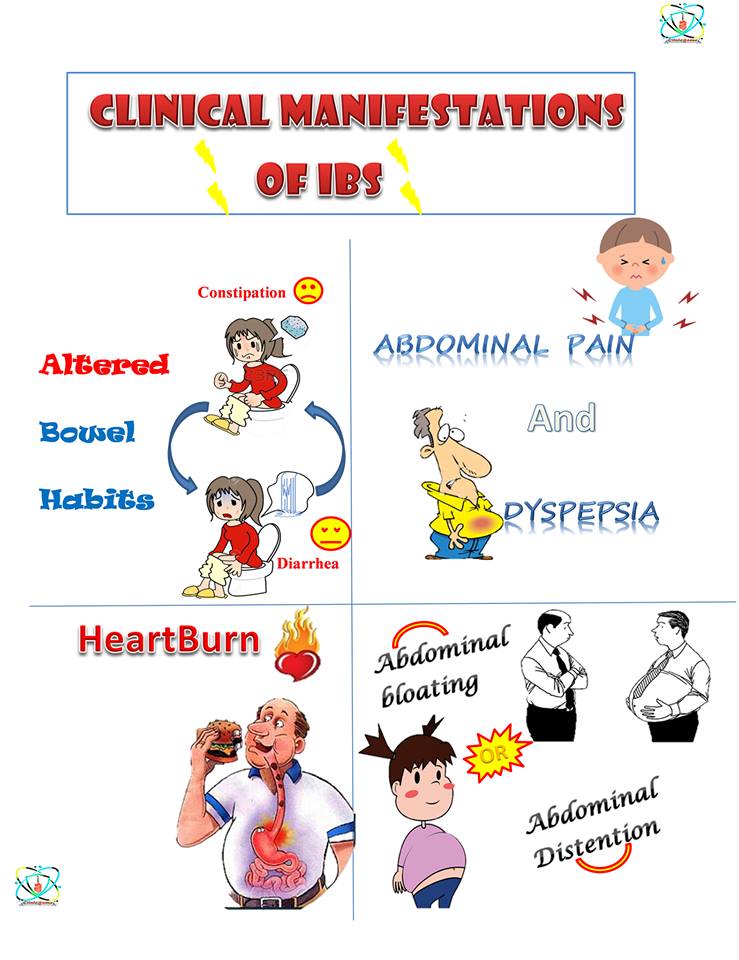 CLINICAL MANIFESTATIONS
OF IBS
Constipation
Altered
Bowel
Habits
Diarrhea
ABDOMINAL PAIN
And
DYSPEPSIA
HeartBurn
Abdominal
bloating
OR
Abdominal
Distention